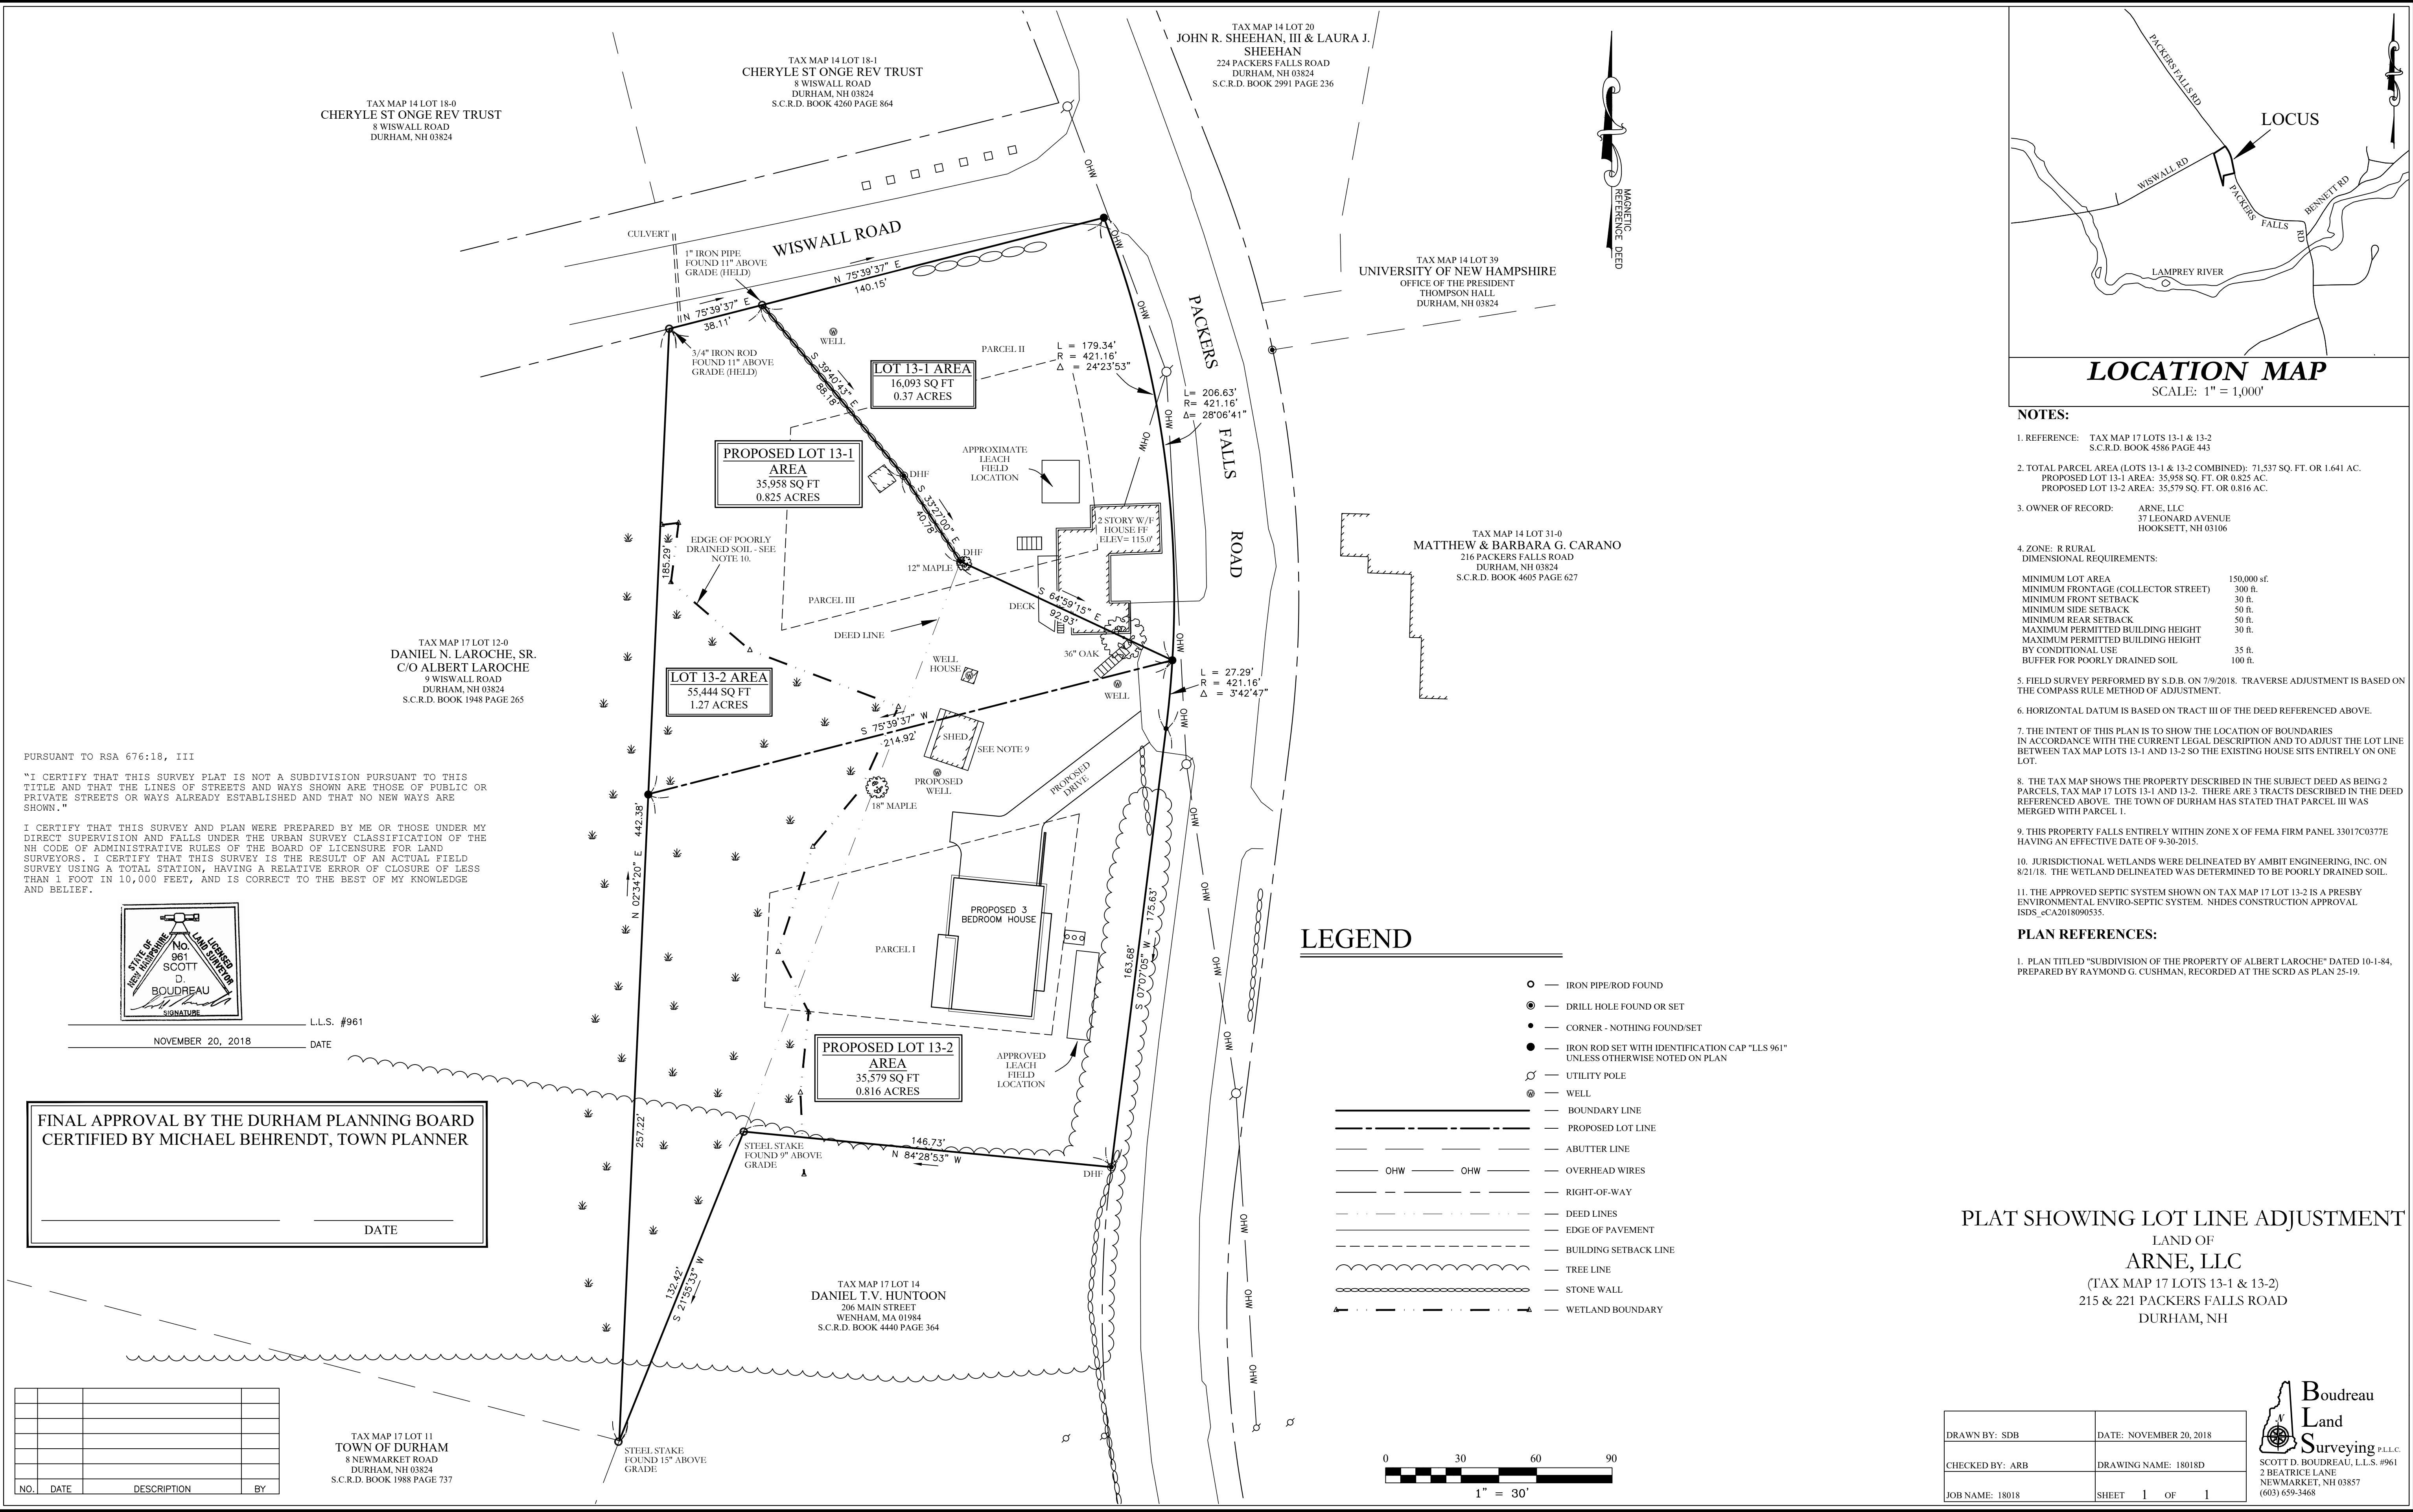 TAX MAP 14 LOT 20
JOHN R. SHEEHAN, III & LAURA J.
SHEEHAN
224 PACKERS FALLS ROAD
DURHAM, NH 03824
S.C.R.D. BOOK 2991 PAGE 236
TAX MAP 14 LOT 18-1
CHERYLE ST ONGE REV TRUST
8 WISWALL ROAD
DURHAM, NH 03824
S.C.R.D. BOOK 4260 PAGE 864
TAX MAP 14 LOT 18-0
CHERYLE ST ONGE REV TRUST
8 WISWALL ROAD
DURHAM, NH 03824
MAGNETIC
REFERENCE DEED
TAX MAP 14 LOT 39
UNIVERSITY OF NEW HAMPSHIRE
OFFICE OF THE PRESIDENT
THOMPSON HALL
DURHAM, NH 03824
CULVERT
WISWALL ROAD
1" IRON PIPE
FOUND 11" ABOVE
GRADE (HELD)
N 75°39'37" E
140.15'
N 75°39'37" E
38.11'
3/4" IRON ROD
FOUND 11" ABOVE
GRADE (HELD)
WELL
PARCEL II
S 39°40'43" E
88.18'
LOT 13-1 AREA
16,093 SQ FT
0.37 ACRES
L = 179.34'
R = 421.16'
Δ = 24°23'53"
L= 206.63'
R= 421.16'
Δ= 28°06'41"
PACKERS
FALLS
ROAD
OHW
OHW
OHW
OHW
OHW
OHW
OHW
OHW
OHW
OHW
OHW
OHW
OHW
OHW
PROPOSED LOT 13-1
AREA
35,958 SQ FT
0.825 ACRES
APPROXIMATE
LEACH
FIELD
LOCATION
DHF
S 33°27'00" E
40.78'
DHF
12" MAPLE
2 STORY W/F
HOUSE FF
ELEV= 115.0'
EDGE OF POORLY
DRAINED SOIL - SEE
NOTE 10.
185.29'
PARCEL III
DECK
S 64°59'15" E
92.93'
DEED LINE
36" OAK
WELL
HOUSE
WELL
L = 27.29'
R = 421.16'
Δ = 3°42'47"
TAX MAP 14 LOT 31-0
MATTHEW & BARBARA G. CARANO
216 PACKERS FALLS ROAD
DURHAM, NH 03824
S.C.R.D. BOOK 4605 PAGE 627
TAX MAP 17 LOT 12-0
DANIEL N. LAROCHE, SR.
C/O ALBERT LAROCHE
9 WISWALL ROAD
DURHAM, NH 03824
S.C.R.D. BOOK 1948 PAGE 265
LOT 13-2 AREA
55,444 SQ FT
1.27 ACRES
S 75°39'37" W
214.92'
SHED
SEE NOTE 9
PROPOSED
WELL
18" MAPLE
PROPOSED
DRIVE
N 02°34'20" E 442.38'
PROPOSED 3
BEDROOM HOUSE
PARCEL I
163.68'
S 07°07'05" W - 175.63'
PROPOSED LOT 13-2
AREA
35,579 SQ FT
0.816 ACRES
APPROVED
LEACH
FIELD
LOCATION
257.22'
STEEL STAKE
FOUND 9" ABOVE
GRADE
146.73'
N 84°28'53" W
DHF
132.42'
S 21°55'33" W
TAX MAP 17 LOT 14
DANIEL T.V. HUNTOON
206 MAIN STREET
WENHAM, MA 01984
S.C.R.D. BOOK 4440 PAGE 364
STEEL STAKE
FOUND 15" ABOVE
GRADE
TAX MAP 17 LOT 11
TOWN OF DURHAM
8 NEWMARKET ROAD
DURHAM, NH 03824
S.C.R.D. BOOK 1988 PAGE 737
PURSUANT TO RSA 676:18, III
"I CERTIFY THAT THIS SURVEY PLAT IS NOT A SUBDIVISION PURSUANT TO THIS
TITLE AND THAT THE LINES OF STREETS AND WAYS SHOWN ARE THOSE OF PUBLIC OR
PRIVATE STREETS OR WAYS ALREADY ESTABLISHED AND THAT NO NEW WAYS ARE
SHOWN."
I CERTIFY THAT THIS SURVEY AND PLAN WERE PREPARED BY ME OR THOSE UNDER MY
DIRECT SUPERVISION AND FALLS UNDER THE URBAN SURVEY CLASSIFICATION OF THE
NH CODE OF ADMINISTRATIVE RULES OF THE BOARD OF LICENSURE FOR LAND
SURVEYORS. I CERTIFY THAT THIS SURVEY IS THE RESULT OF AN ACTUAL FIELD
SURVEY USING A TOTAL STATION, HAVING A RELATIVE ERROR OF CLOSURE OF LESS
THAN 1 FOOT IN 10,000 FEET, AND IS CORRECT TO THE BEST OF MY KNOWLEDGE
AND BELIEF.
STATE OF
NEW HAMPSHIRE
LICENSED
LAND SURVEYOR
No.
961
SCOTT
D.
BOUDREAU
SIGNATURE
L.L.S. #961
NOVEMBER 20, 2018 DATE
FINAL APPROVAL BY THE DURHAM PLANNING BOARD
CERTIFIED BY MICHAEL BEHRENDT, TOWN PLANNER
DATE
NO. DATE DESCRIPTION BY
LEGEND
IRON PIPE/ROD FOUND
DRILL HOLE FOUND OR SET
CORNER - NOTHING FOUND/SET
IRON ROD SET WITH IDENTIFICATION CAP "LLS 961"
UNLESS OTHERWISE NOTED ON PLAN
UTILITY POLE
WELL
BOUNDARY LINE
PROPOSED LOT LINE
ABUTTER LINE
OHW OHW OVERHEAD WIRES
RIGHT-OF-WAY
DEED LINES
EDGE OF PAVEMENT
BUILDING SETBACK LINE
TREE LINE
STONE WALL
WETLAND BOUNDARY
0 30 60 90
1" = 30'
PACKERS FALLS RD
LOCUS
WISWALL RD
PACKERS
FALLS
RD
BENNETT RD
LAMPREY RIVER
LOCATION MAP
SCALE: 1" = 1,000'
NOTES:
1. REFERENCE: TAX MAP 17 LOTS 13-1 & 13-2
S.C.R.D. BOOK 4586 PAGE 443
2. TOTAL PARCEL AREA (LOTS 13-1 & 13-2 COMBINED): 71,537 SQ. FT. OR 1.641 AC.
PROPOSED LOT 13-1 AREA: 35,958 SQ. FT. OR 0.825 AC.
PROPOSED LOT 13-2 AREA: 35,579 SQ. FT. OR 0.816 AC.
3. OWNER OF RECORD: ARNE, LLC
37 LEONARD AVENUE
HOOKSETT, NH 03106
4. ZONE: R RURAL
DIMENSIONAL REQUIREMENTS:
MINIMUM LOT AREA 150,000 sf.
MINIMUM FRONTAGE (COLLECTOR STREET) 300 ft.
MINIMUM FRONT SETBACK 30 ft.
MINIMUM SIDE SETBACK 50 ft.
MINIMUM REAR SETBACK 50 ft.
MAXIMUM PERMITTED BUILDING HEIGHT 30 ft.
MAXIMUM PERMITTED BUILDING HEIGHT
BY CONDITIONAL USE 35 ft.
BUFFER FOR POORLY DRAINED SOIL 100 ft.
5. FIELD SURVEY PERFORMED BY S.D.B. ON 7/9/2018. TRAVERSE ADJUSTMENT IS BASED ON
THE COMPASS RULE METHOD OF ADJUSTMENT.
6. HORIZONTAL DATUM IS BASED ON TRACT III OF THE DEED REFERENCED ABOVE.
7. THE INTENT OF THIS PLAN IS TO SHOW THE LOCATION OF BOUNDARIES
IN ACCORDANCE WITH THE CURRENT LEGAL DESCRIPTION AND TO ADJUST THE LOT LINE
BETWEEN TAX MAP LOTS 13-1 AND 13-2 SO THE EXISTING HOUSE SITS ENTIRELY ON ONE
LOT.
8. THE TAX MAP SHOWS THE PROPERTY DESCRIBED IN THE SUBJECT DEED AS BEING 2
PARCELS, TAX MAP 17 LOTS 13-1 AND 13-2. THERE ARE 3 TRACTS DESCRIBED IN THE DEED
REFERENCED ABOVE. THE TOWN OF DURHAM HAS STATED THAT PARCEL III WAS
MERGED WITH PARCEL 1.
9. THIS PROPERTY FALLS ENTIRELY WITHIN ZONE X OF FEMA FIRM PANEL 33017C0377E
HAVING AN EFFECTIVE DATE OF 9-30-2015.
10. JURISDICTIONAL WETLANDS WERE DELINEATED BY AMBIT ENGINEERING, INC. ON
8/21/18. THE WETLAND DELINEATED WAS DETERMINED TO BE POORLY DRAINED SOIL.
11. THE APPROVED SEPTIC SYSTEM SHOWN ON TAX MAP 17 LOT 13-2 IS A PRESBY
ENVIRONMENTAL ENVIRO-SEPTIC SYSTEM. NHDES CONSTRUCTION APPROVAL
ISDS_eCA2018090535.
PLAN REFERENCES:
1. PLAN TITLED "SUBDIVISION OF THE PROPERTY OF ALBERT LAROCHE" DATED 10-1-84,
PREPARED BY RAYMOND G. CUSHMAN, RECORDED AT THE SCRD AS PLAN 25-19.
PLAT SHOWING LOT LINE ADJUSTMENT
LAND OF
ARNE, LLC
(TAX MAP 17 LOTS 13-1 & 13-2)
215 & 221 PACKERS FALLS ROAD
DURHAM, NH
DRAWN BY: SDB DATE: NOVEMBER 20, 2018
CHECKED BY: ARB DRAWING NAME: 18018D
JOB NAME: 18018 SHEET 1 OF 1
N
Boudreau
Land
Surveying P.L.L.C.
SCOTT D. BOUDREAU, L.L.S. #961
2 BEATRICE LANE
NEWMARKET, NH 03857
(603) 659-3468